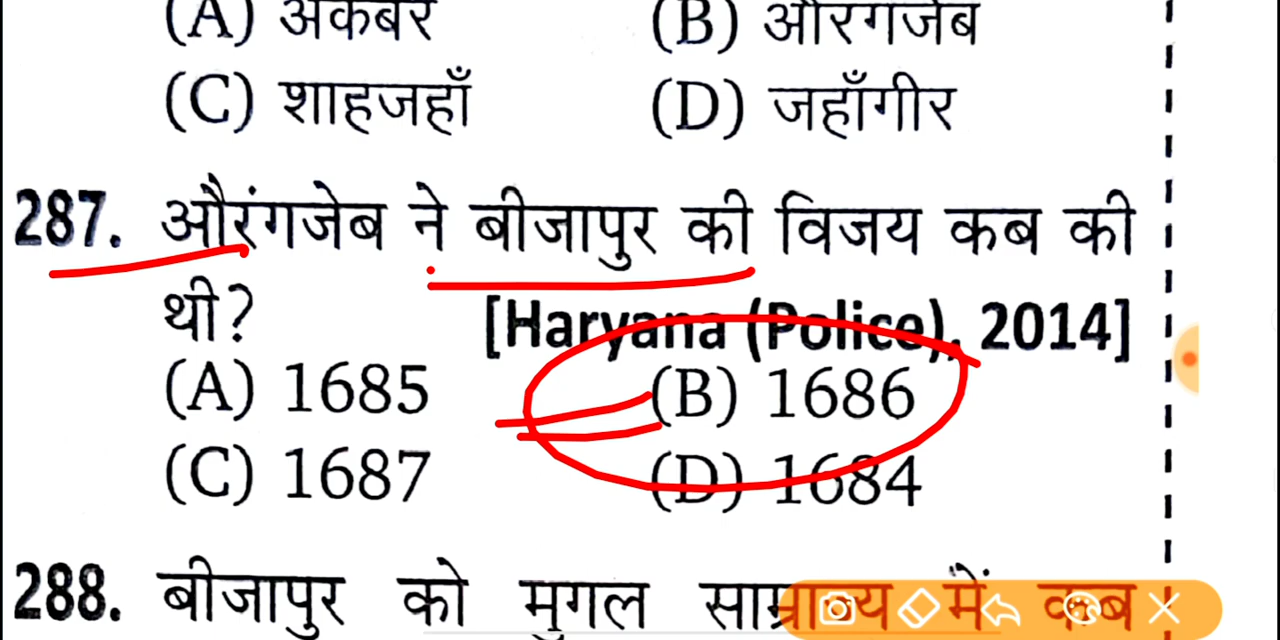 (A) अकबर (B) औरंगजेब
(C) शाहजहाँ (D) जहाँगीर
287. औरंगजेब ने बीजापुर की विजय कब की
थी? [Haryana (Police), 2014]
(A) 1685 (B) 1686
(C) 1687 (D) 1684
288. बीजापुर को मुगल साम्राज्य में कब